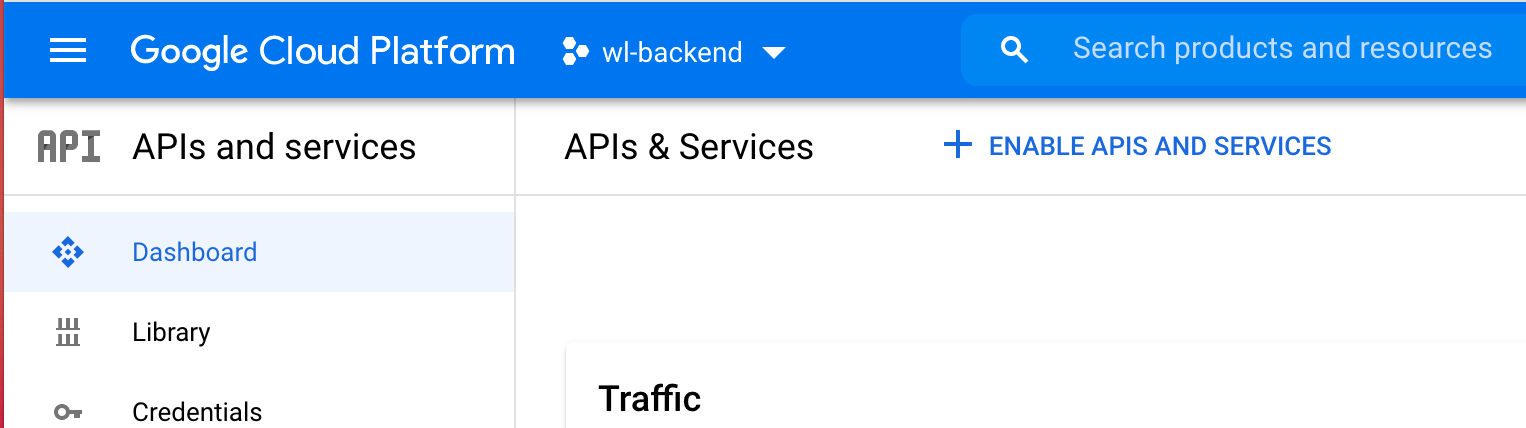 Google Cloud Platform wl-backend Search products and resources
API APIs and services
APIs & Services + ENABLE APIS AND SERVICES
Dashboard
Library
Credentials
Traffic